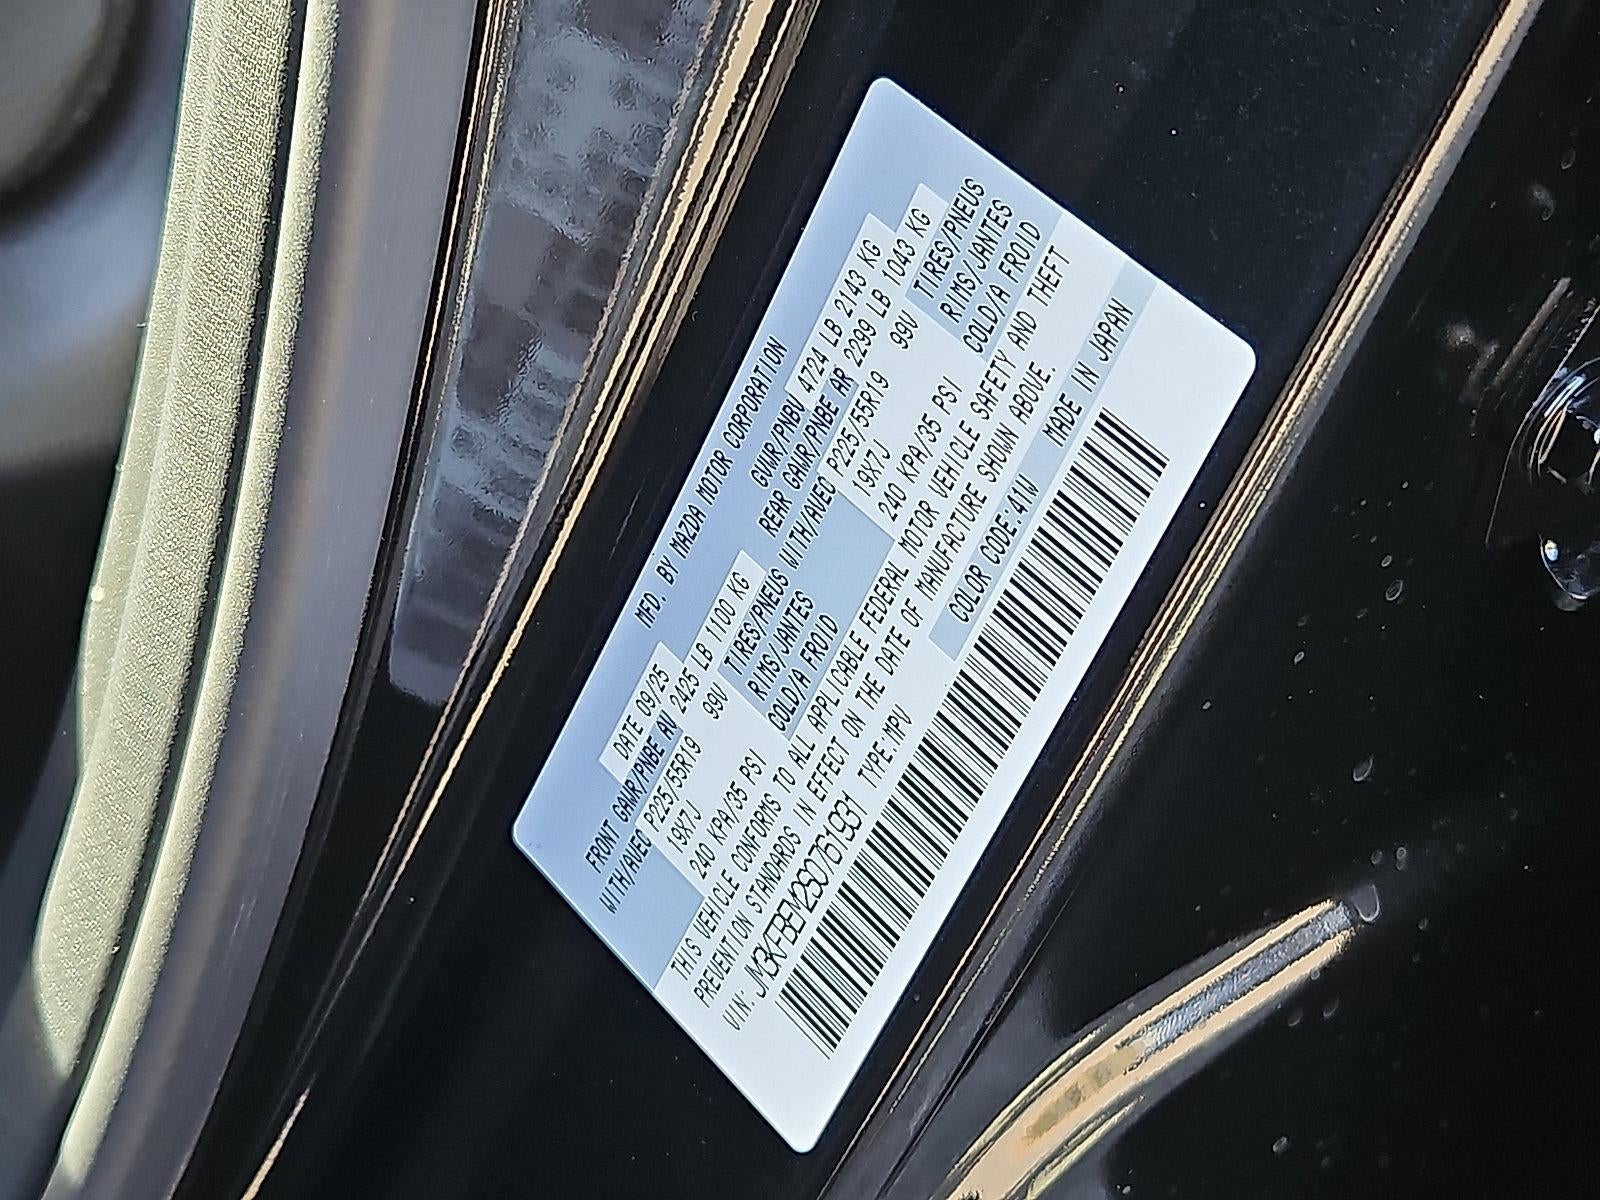 MFD. BY MAZDA MOTOR CORPORATION
DATE 09/25 GVWR/PNBV 4724 LB 2143 KG
FRONT GAWR/PNBE AV 2425 LB 1100 KG REAR GAWR/PNBE AR 2299 LB 1043 KG
WITH/AVEC P225/55R19 99V TIRES/PNEUS WITH/AVEC P225/55R19 99V TIRES/PNEUS
19X7J RIMS/JANTES 19X7J RIMS/JANTES
240 KPA/35 PSI COLD/A FROID 240 KPA/35 PSI COLD/A FROID
THIS VEHICLE CONFORMS TO ALL APPLICABLE FEDERAL MOTOR VEHICLE SAFETY AND THEFT
PREVENTION STANDARDS IN EFFECT ON THE DATE OF MANUFACTURE SHOWN ABOVE.
VIN: JM3KFBEM2S0761931 TYPE:MPV COLOR CODE:41W MADE IN JAPAN